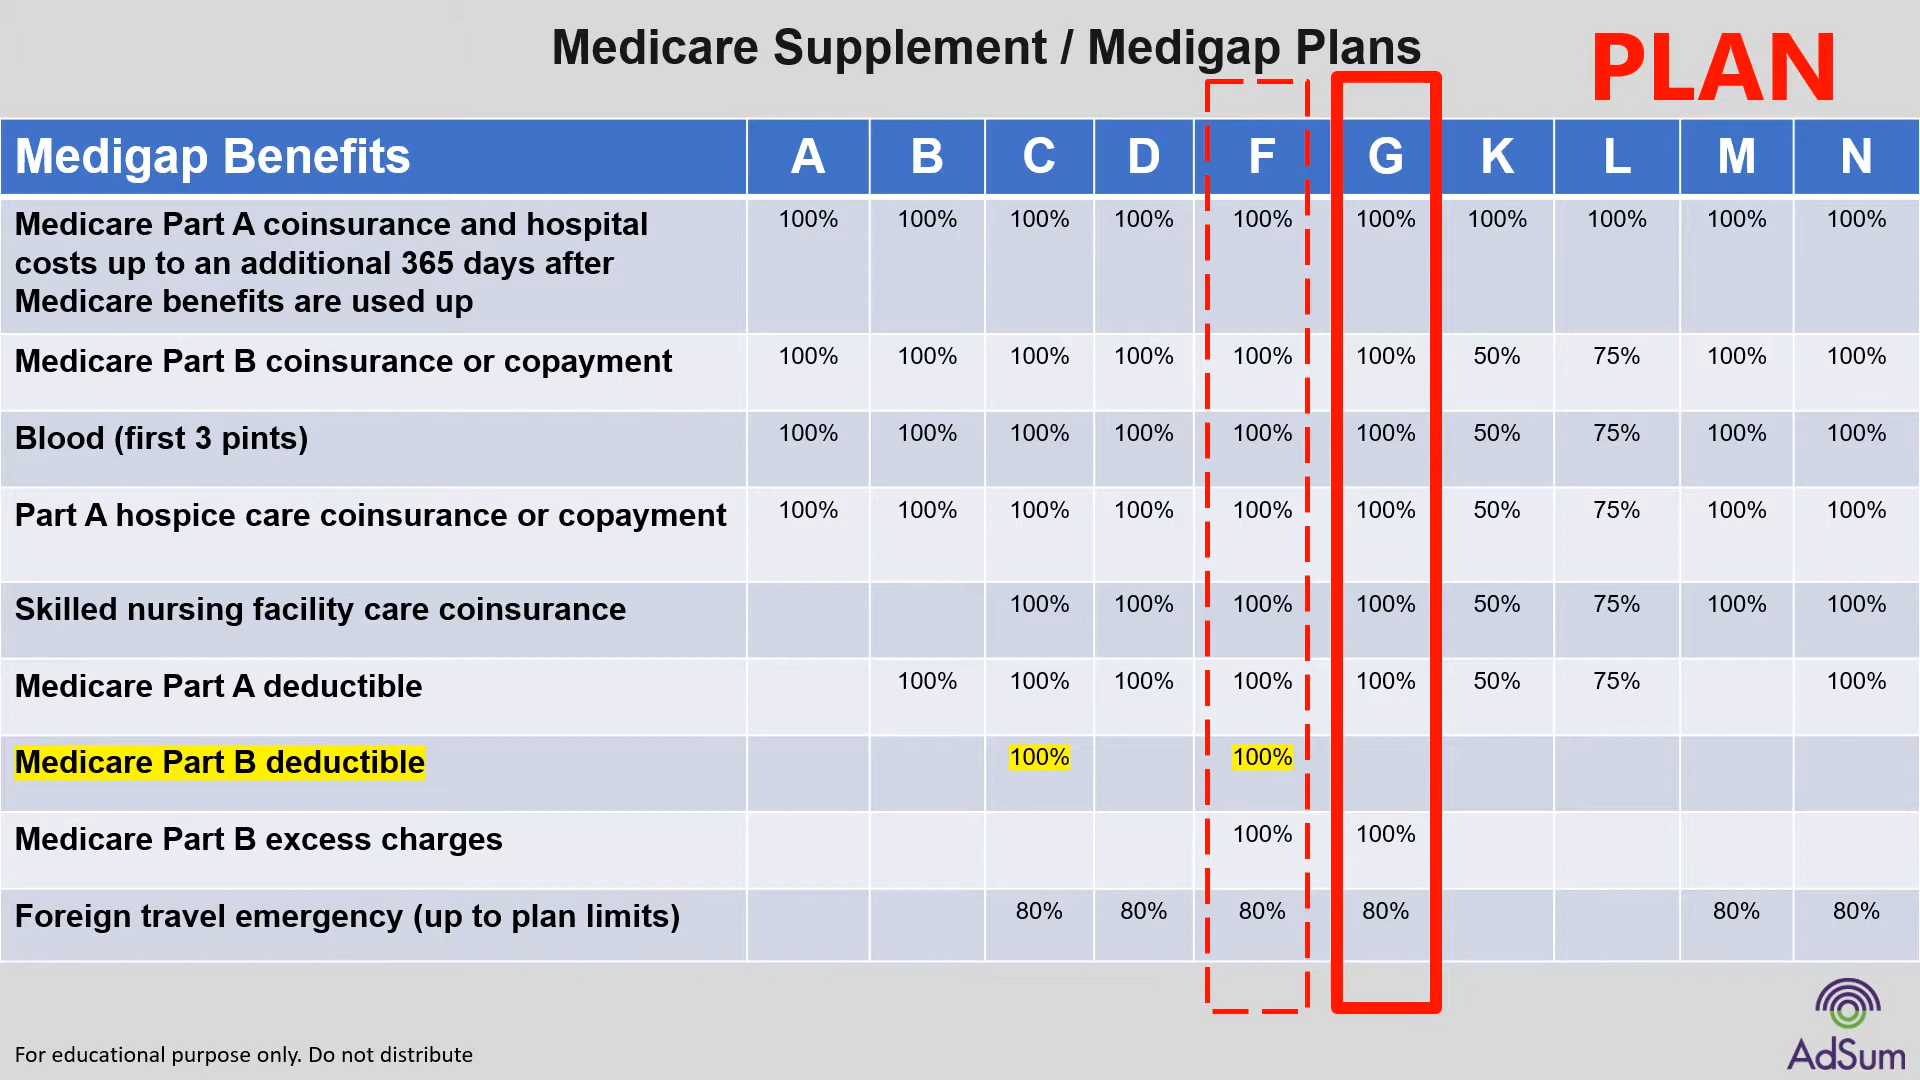 Medicare Supplement / Medigap Plans
PLAN
Medigap Benefits A B C D F G K L M N
Medicare Part A coinsurance and hospital 100% 100% 100% 100% 100% 100% 100% 100% 100% 100%
costs up to an additional 365 days after
Medicare benefits are used up
Medicare Part B coinsurance or copayment 100% 100% 100% 100% 100% 100% 50% 75% 100% 100%
Blood (first 3 pints) 100% 100% 100% 100% 100% 100% 50% 75% 100% 100%
Part A hospice care coinsurance or copayment 100% 100% 100% 100% 100% 100% 50% 75% 100% 100%
Skilled nursing facility care coinsurance 100% 100% 100% 100% 50% 75% 100% 100%
Medicare Part A deductible 100% 100% 100% 100% 100% 50% 75% 100%
Medicare Part B deductible 100% 100%
Medicare Part B excess charges 100% 100%
Foreign travel emergency (up to plan limits) 80% 80% 80% 80% 80% 80%
For educational purpose only. Do not distribute
AdSum